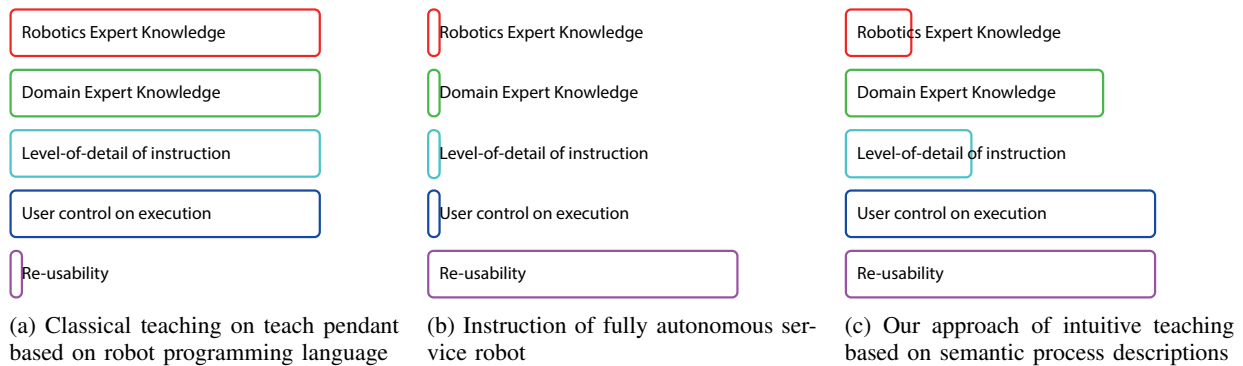 Robotics Expert Knowledge
Domain Expert Knowledge
Level-of-detail of instruction
User control on execution
Re-usability
(a) Classical teaching on teach pendant
based on robot programming language
Robotics Expert Knowledge
Domain Expert Knowledge
Level-of-detail of instruction
User control on execution
Re-usability
(b) Instruction of fully autonomous ser-
vice robot
Robotics Expert Knowledge
Domain Expert Knowledge
Level-of-detail of instruction
User control on execution
Re-usability
(c) Our approach of intuitive teaching
based on semantic process descriptions